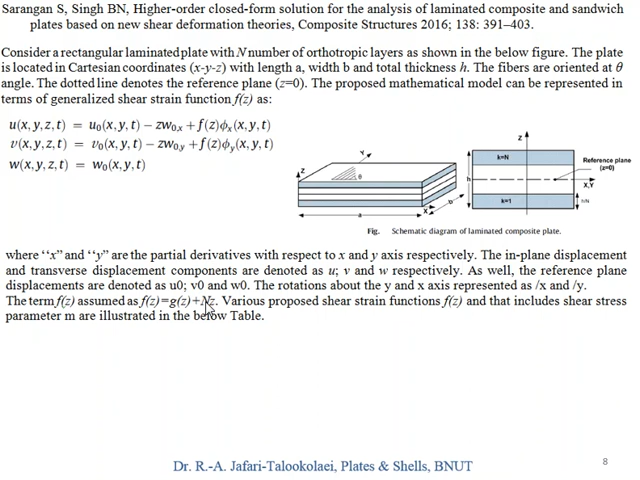 Sarangan S, Singh BN, Higher-order closed-form solution for the analysis of laminated composite and sandwich
plates based on new shear deformation theories, Composite Structures 2016; 138: 391–403.
Consider a rectangular laminated plate with N number of orthotropic layers as shown in the below figure. The plate
is located in Cartesian coordinates (x-y-z) with length a, width b and total thickness h. The fibers are oriented at θ
angle. The dotted line denotes the reference plane (z=0). The proposed mathematical model can be represented in
terms of generalized shear strain function f(z) as:
u(x, y, z, t) = u₀(x, y, t) − zw₀,ₓ + f(z)ϕₓ(x, y, t)
v(x, y, z, t) = v₀(x, y, t) − zw₀,y + f(z)ϕy(x, y, t)
w(x, y, z, t) = w₀(x, y, t)
Z
Y
θ
X
b
a
z
h
k=N
k=1
Reference plane
(z=0)
X,Y
h/N
Fig. Schematic diagram of laminated composite plate.
where ‘‘x” and ‘‘y” are the partial derivatives with respect to x and y axis respectively. The in-plane displacement
and transverse displacement components are denoted as u; v and w respectively. As well, the reference plane
displacements are denoted as u0; v0 and w0. The rotations about the y and x axis represented as /x and /y.
The term f(z) assumed as f(z)=g(z)+ z. Various proposed shear strain functions f(z) and that includes shear stress
parameter m are illustrated in the below Table.
Dr. R.-A. Jafari-Talookolaei, Plates & Shells, BNUT
8